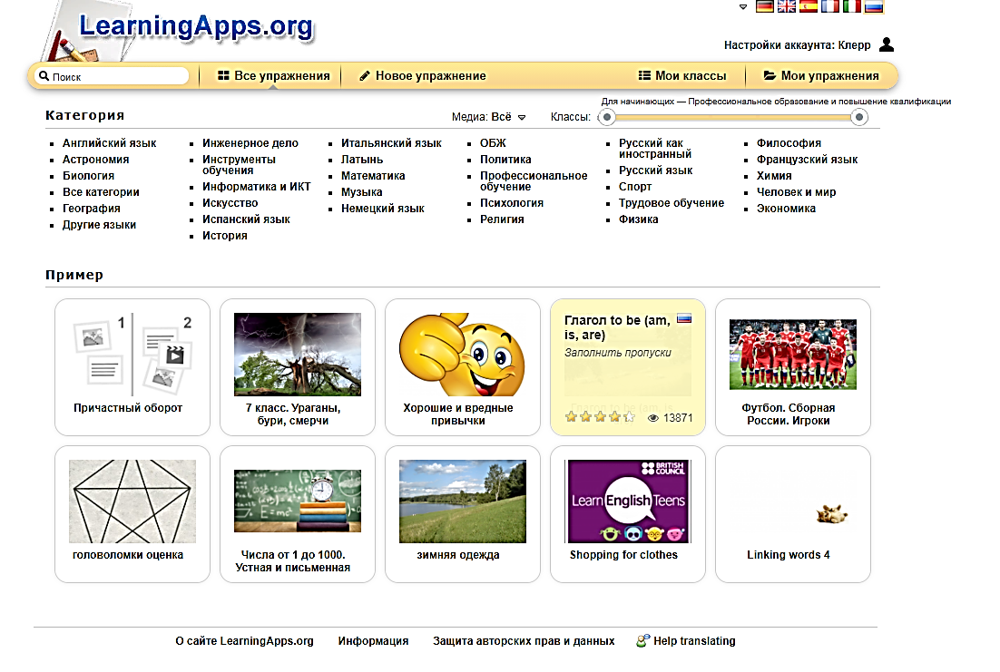 LearningApps.org
Настройки аккаунта: Клерр
Поиск
Все упражнения
Новое упражнение
Мои классы
Мои упражнения
Для начинающих — Профессиональное образование и повышение квалификации
Категория
Медиа: Всё
Классы:
Английский язык
Астрономия
Биология
Все категории
География
Другие языки
Инженерное дело
Инструменты
обучения
Информатика и ИКТ
Искусство
Испанский язык
История
Итальянский язык
Латынь
Математика
Музыка
Немецкий язык
ОБЖ
Политика
Профессиональное
обучение
Психология
Религия
Русский как
иностранный
Русский язык
Спорт
Трудовое обучение
Физика
Философия
Французский язык
Химия
Человек и мир
Экономика
Пример
1 2
Причастный оборот
7 класс. Ураганы,
бури, смерчи
Хорошие и вредные
привычки
Глагол to be (am,
is, are)
Заполнить пропуски
13871
Футбол. Сборная
России. Игроки
головоломки оценка
Числа от 1 до 1000.
Устная и письменная
зимняя одежда
BRITISH
COUNCIL
Learn English Teens
Shopping for clothes
Linking words 4
О сайте LearningApps.org
Информация
Защита авторских прав и данных
Help translating